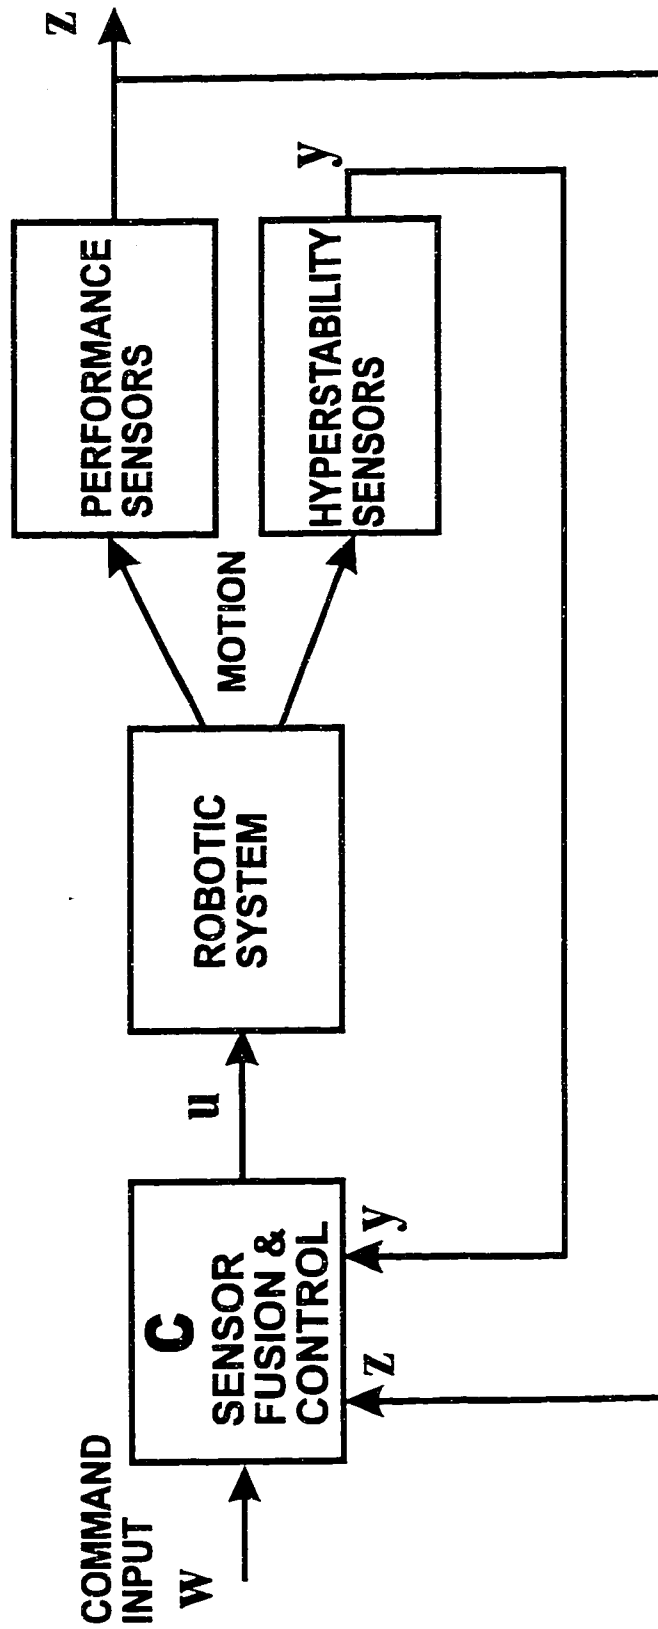 COMMAND
INPUT
w
C
SENSOR
FUSION &
CONTROL
z
y
u
ROBOTIC
SYSTEM
MOTION
PERFORMANCE
SENSORS
HYPERSTABILITY
SENSORS
z
y